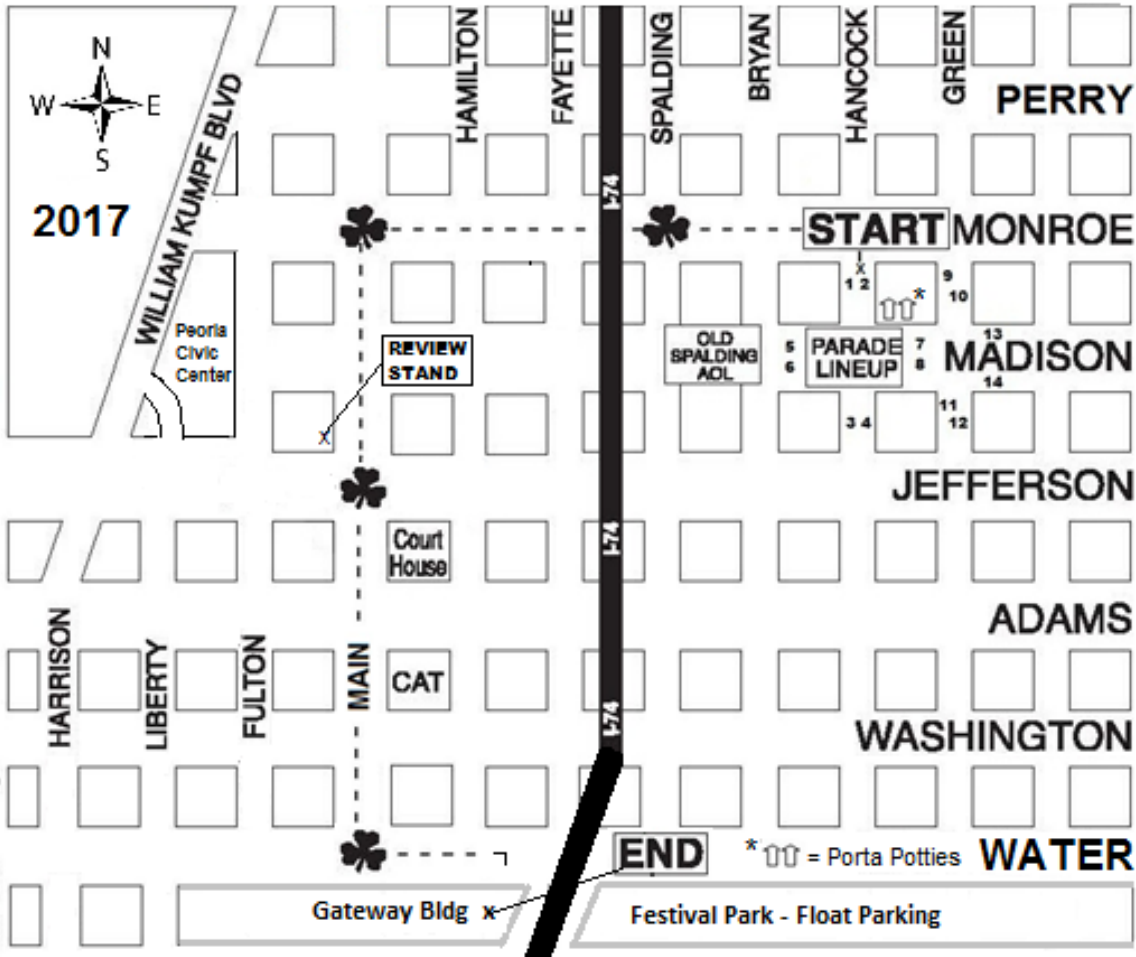 N
W E
S
2017
WILLIAM KUMPF BLVD
HAMILTON
FAYETTE
SPALDING
BRYAN
HANCOCK
GREEN
PERRY
I-74
START MONROE
x
1 2
*
9
10
Peoria
Civic
Center
REVIEW
STAND
OLD
SPALDING
AOL
5
6
PARADE
LINEUP
7
8
13
MADISON
14
x
3 4
11
12
JEFFERSON
Court
House
I-74
ADAMS
HARRISON
LIBERTY
FULTON
MAIN
CAT
I-74
WASHINGTON
END
* = Porta Potties
WATER
Gateway Bldg x
Festival Park - Float Parking